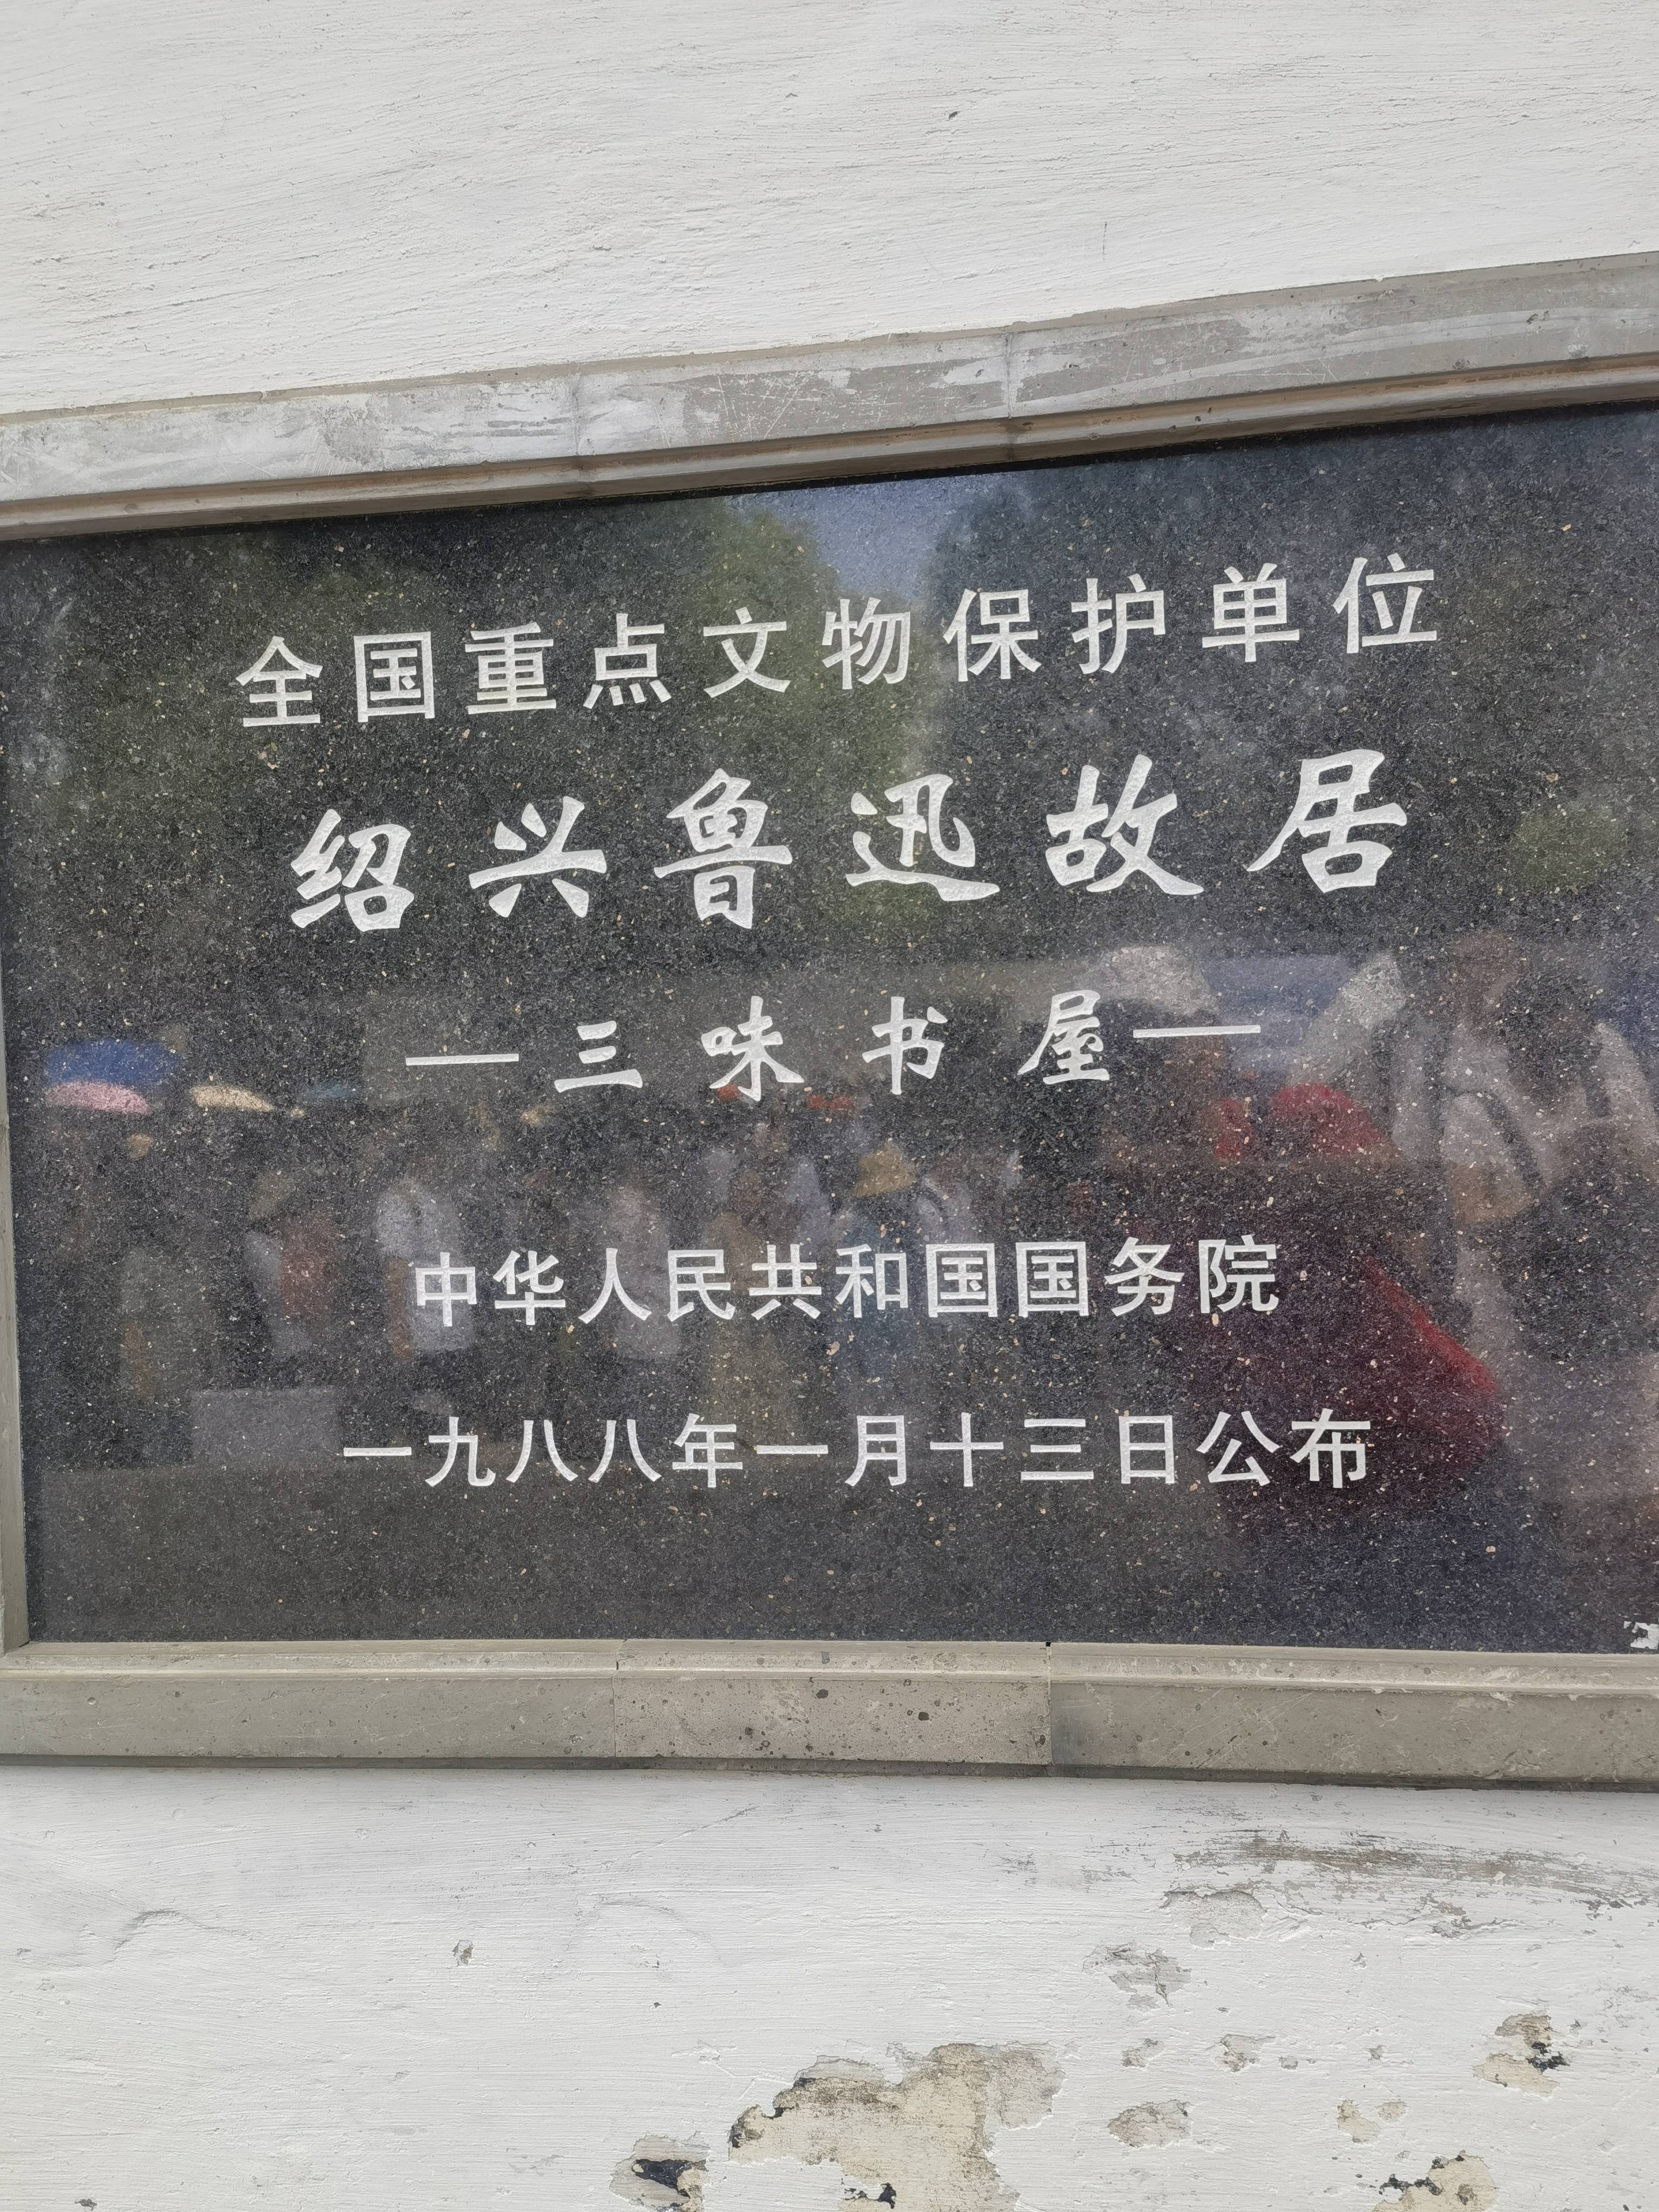 全国重点文物保护单位
绍兴鲁迅故居
—三味书屋—
中华人民共和国国务院
一九八八年一月十三日公布